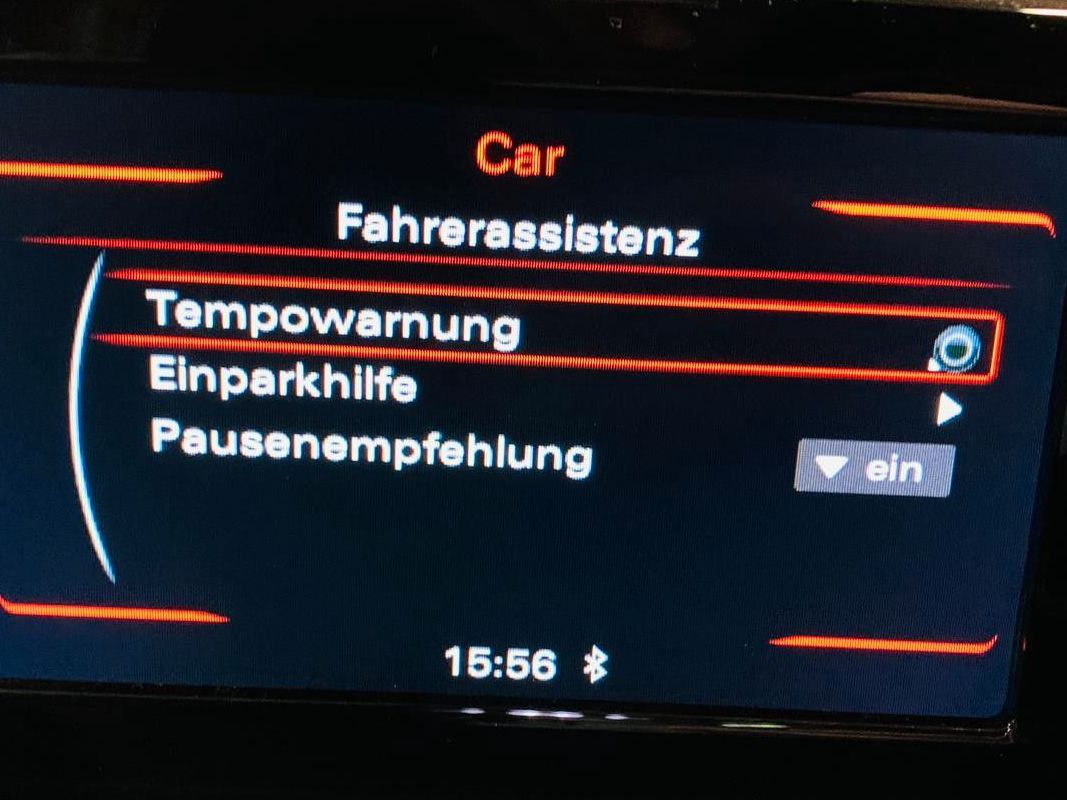 Car
Fahrerassistenz
Tempowarnung
Einparkhilfe
Pausenempfehlung ein
15:56